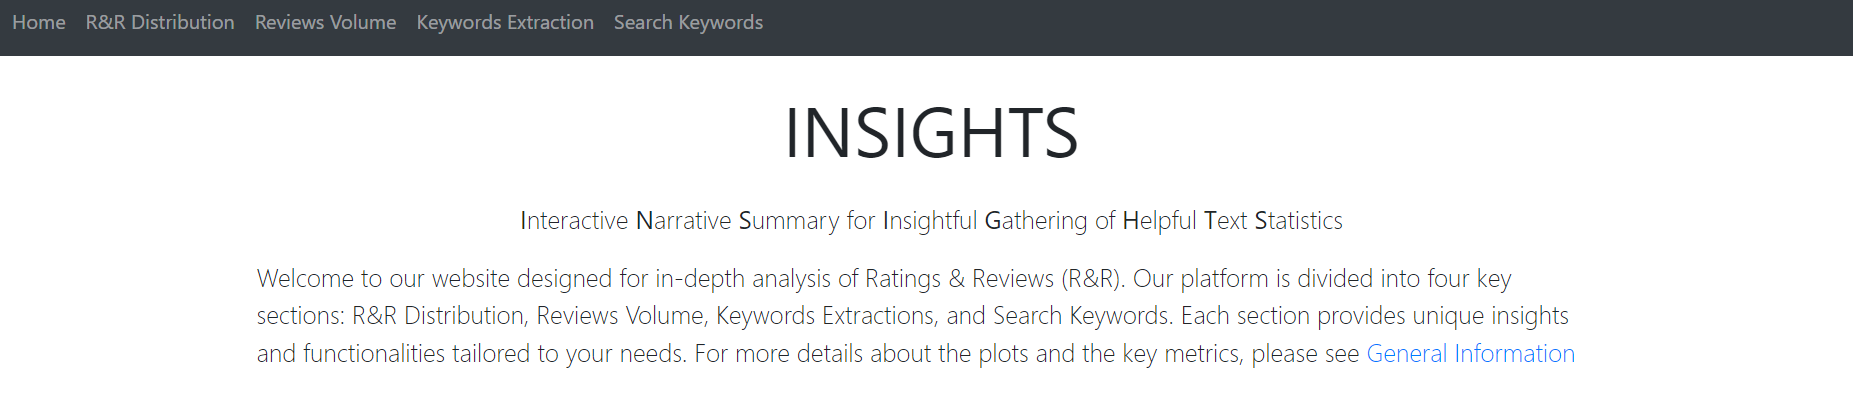 Home R&R Distribution Reviews Volume Keywords Extraction Search Keywords
INSIGHTS
Interactive Narrative Summary for Insightful Gathering of Helpful Text Statistics
Welcome to our website designed for in-depth analysis of Ratings & Reviews (R&R). Our platform is divided into four key
sections: R&R Distribution, Reviews Volume, Keywords Extractions, and Search Keywords. Each section provides unique insights
and functionalities tailored to your needs. For more details about the plots and the key metrics, please see General Information